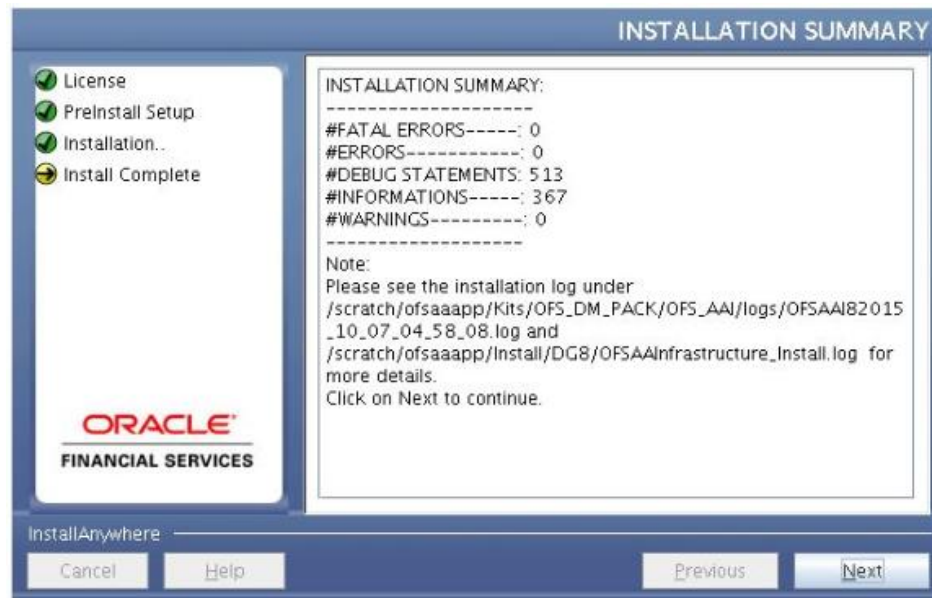 INSTALLATION SUMMARY
License
PreInstall Setup
Installation..
Install Complete
ORACLE
FINANCIAL SERVICES
INSTALLATION SUMMARY:
--------------------
#FATAL ERRORS-----: 0
#ERRORS-----------: 0
#DEBUG STATEMENTS: 513
#INFORMATIONS-----: 367
#WARNINGS---------: 0
-------------------
Note:
Please see the installation log under
/scratch/ofsaaapp/Kits/OFS_DM_PACK/OFS_AAI/logs/OFSAAI82015
_10_07_04_58_08.log and
/scratch/ofsaaapp/Install/DG8/OFSAAInfrastructure_Install.log for
more details.
Click on Next to continue.
InstallAnywhere
Cancel
Help
Previous
Next